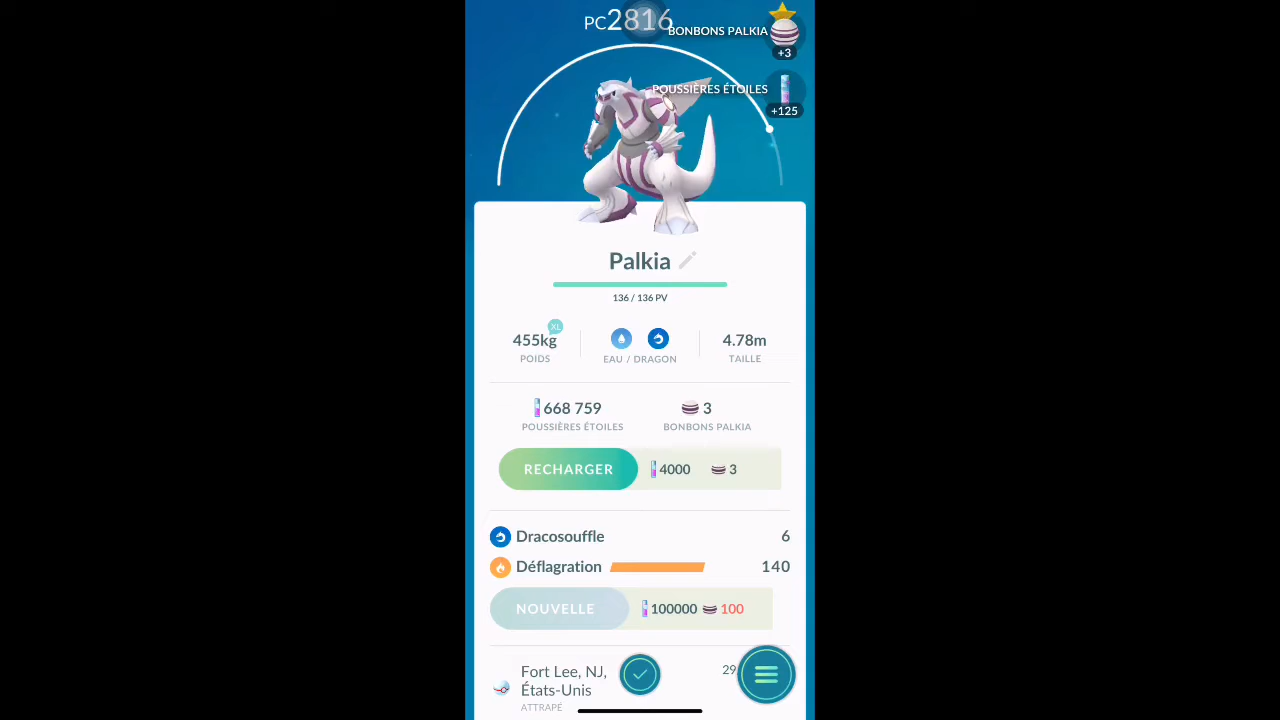 PC2816
BONBONS PALKIA
+3
POUSSIÈRES ÉTOILES
+125
Palkia
136 / 136 PV
XL
455kg
POIDS
EAU / DRAGON
4.78m
TAILLE
668 759
POUSSIÈRES ÉTOILES
3
BONBONS PALKIA
RECHARGER 4000 3
Dracosouffle 6
Déflagration 140
NOUVELLE 100000 100
Fort Lee, NJ,
États-Unis
ATTRAPÉ
29